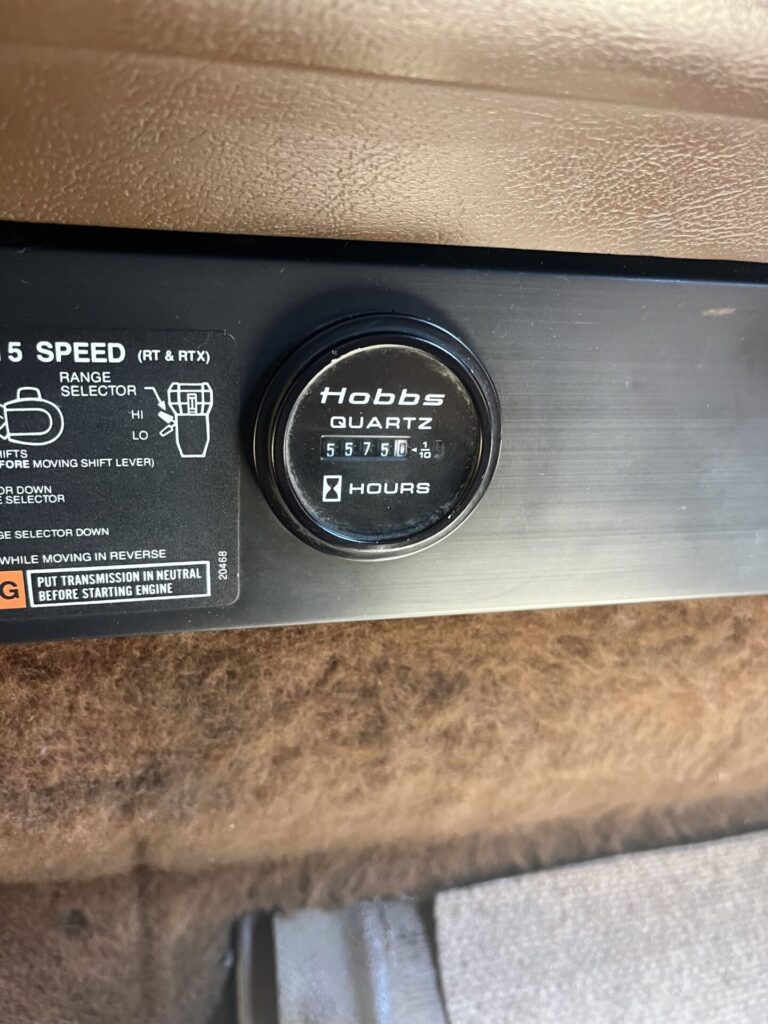 5 SPEED (RT & RTX)
RANGE
SELECTOR
HI
LO
RIFTS
FORE MOVING SHIFT LEVER)
OR DOWN
E SELECTOR
GE SELECTOR DOWN
WHILE MOVING IN REVERSE
G
PUT TRANSMISSION IN NEUTRAL
BEFORE STARTING ENGINE
20468
Hobbs
QUARTZ
55750 1/10
HOURS